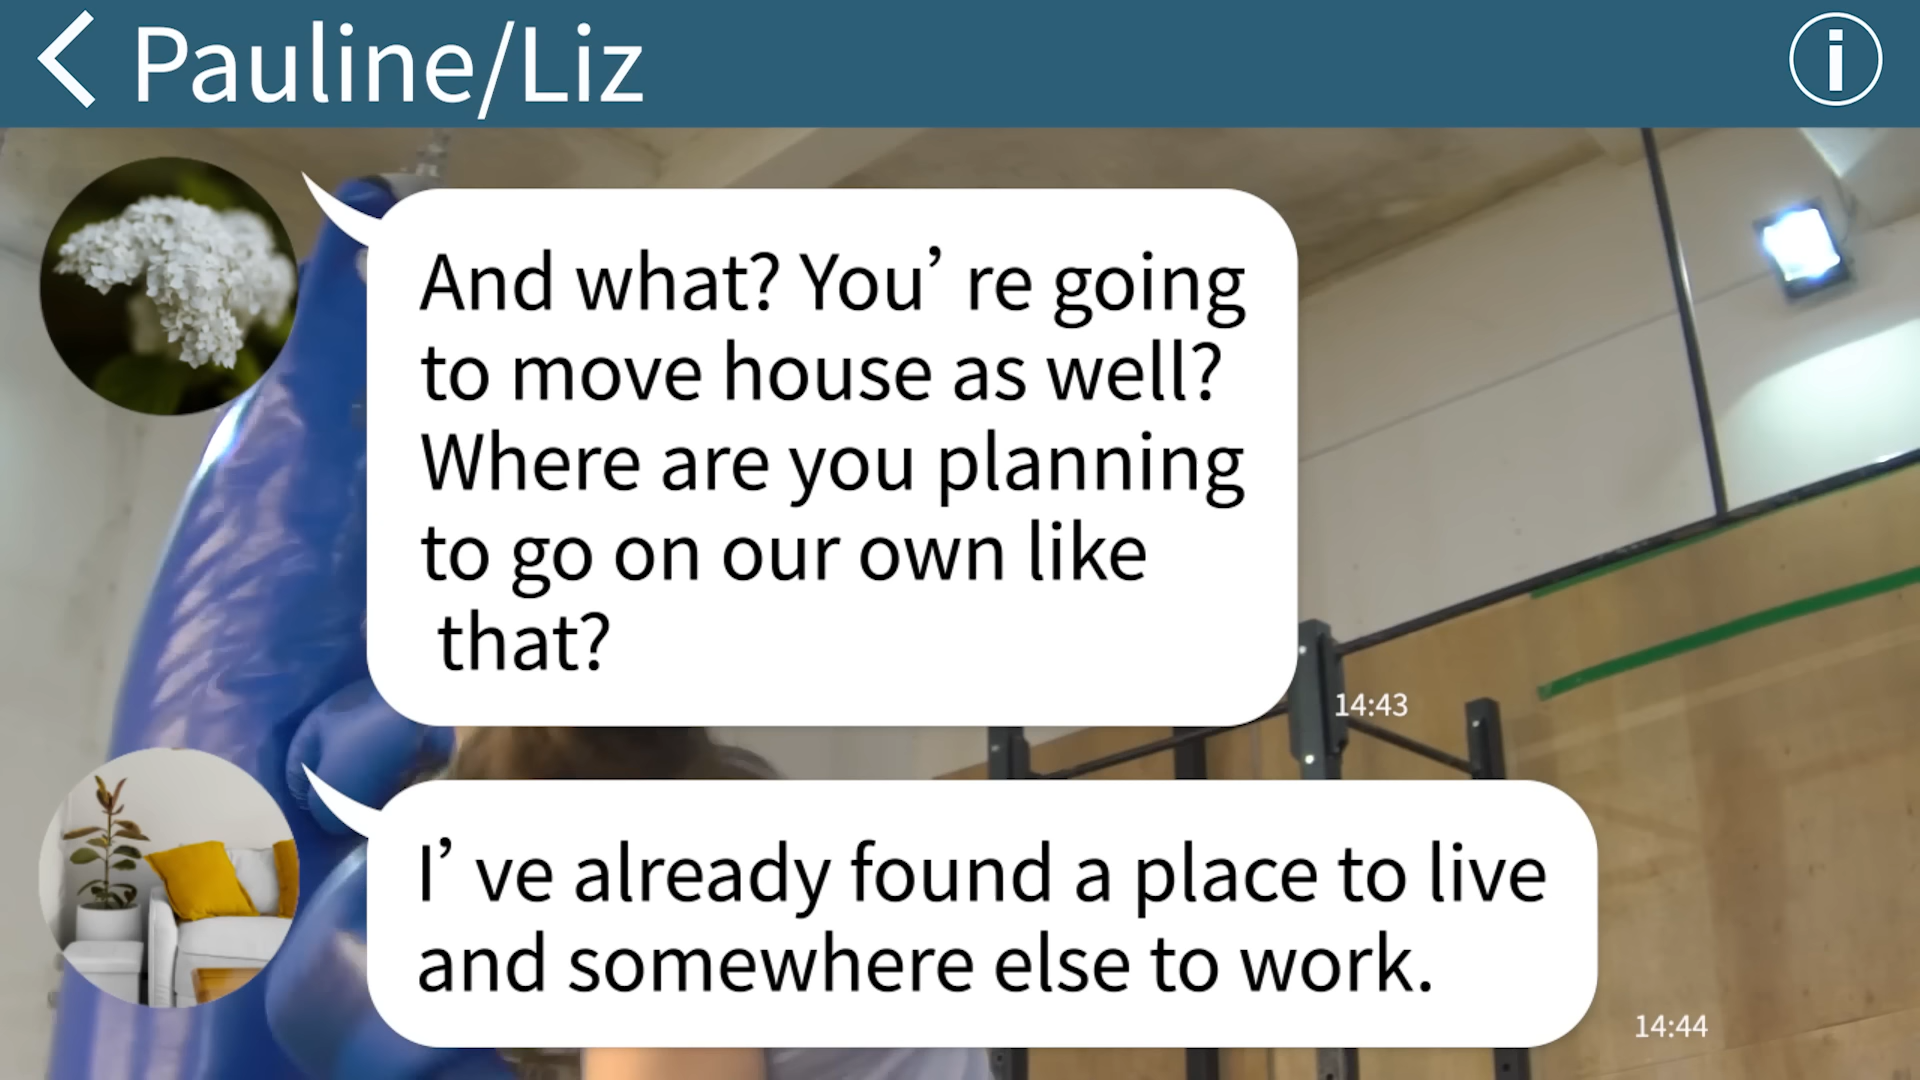 Pauline/Liz
And what? You’ re going
to move house as well?
Where are you planning
to go on our own like
that?
14:43
I’ ve already found a place to live
and somewhere else to work.
14:44